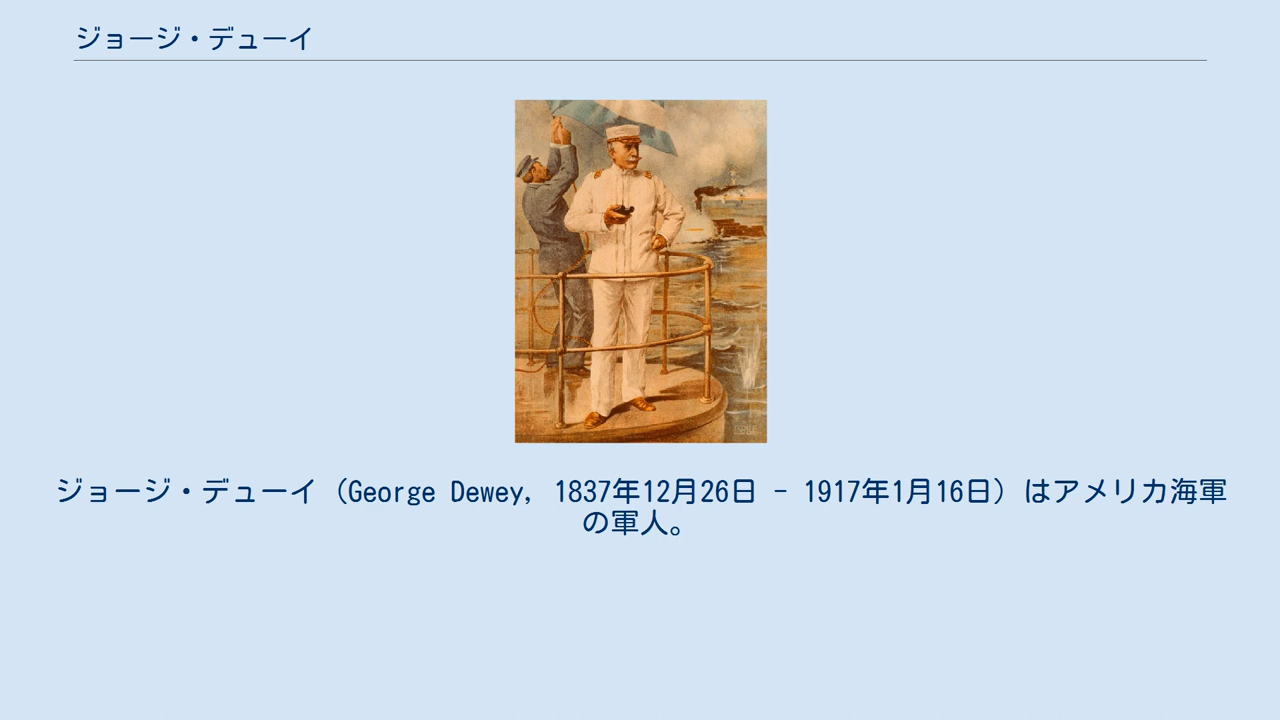 ジョージ・デューイ
ジョージ・デューイ（George Dewey, 1837年12月26日 - 1917年1月16日）はアメリカ海軍
の軍人。